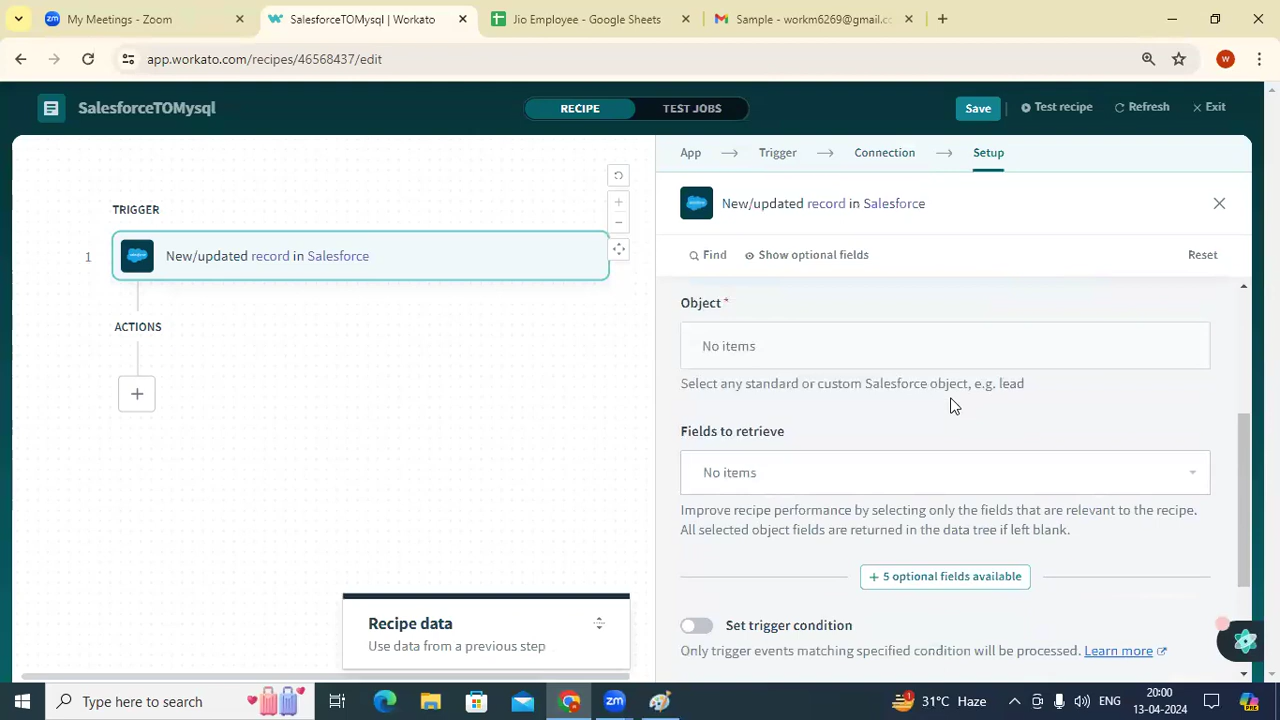 My Meetings - Zoom
SalesforceTOMysql | Workato
Jio Employee - Google Sheets
Sample - workm6269@gmail.cc
app.workato.com/recipes/46568437/edit
W
SalesforceTOMysql
RECIPE
TEST JOBS
Save
Test recipe
Refresh
Exit
App
Trigger
Connection
Setup
New/updated record in Salesforce
Find
Show optional fields
Reset
TRIGGER
1
New/updated record in Salesforce
ACTIONS
Object *
No items
Select any standard or custom Salesforce object, e.g. lead
Fields to retrieve
No items
Improve recipe performance by selecting only the fields that are relevant to the recipe.
All selected object fields are returned in the data tree if left blank.
+ 5 optional fields available
Set trigger condition
Only trigger events matching specified condition will be processed. Learn more
Recipe data
Use data from a previous step
Type here to search
31°C Haze
ENG
20:00
13-04-2024